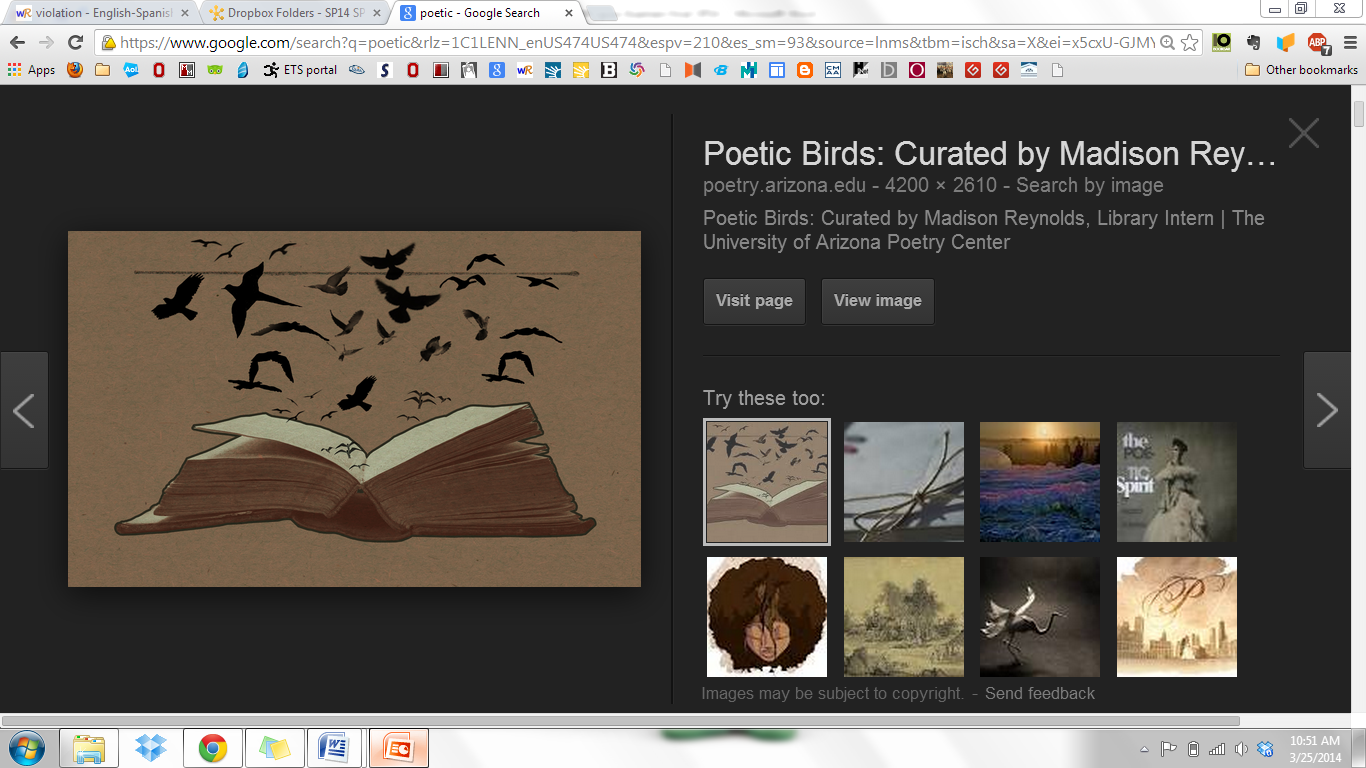 violation - English-Spanis
Dropbox Folders - SP14 SP
poetic - Google Search
https://www.google.com/search?q=poetic&rlz=1C1LENN_enUS474US474&espv=210&es_sm=93&source=lnms&tbm=isch&sa=X&ei=x5cxU-GJMY
Apps
AOL
ETS portal
Other bookmarks
Poetic Birds: Curated by Madison Rey…
poetry.arizona.edu - 4200 × 2610 - Search by image
Poetic Birds: Curated by Madison Reynolds, Library Intern | The
University of Arizona Poetry Center
Visit page
View image
Try these too:
the
POE-
TIC
Spirit
P
Images may be subject to copyright. - Send feedback
10:51 AM
3/25/2014